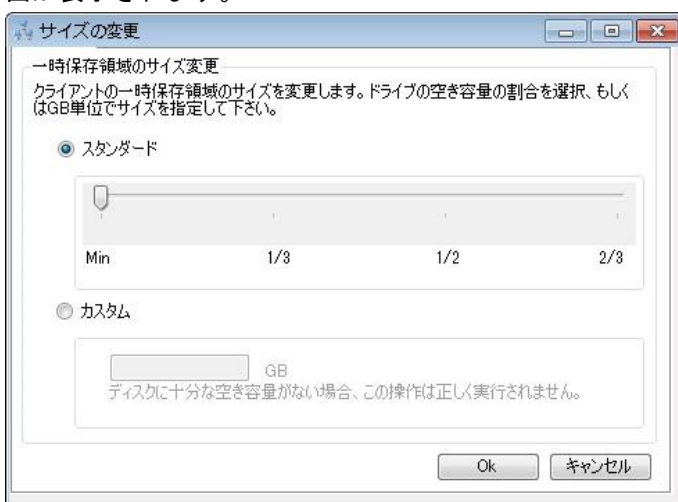 画が表示されます。
サイズの変更
一時保存領域のサイズ変更
クライアントの一時保存領域のサイズを変更します。ドライブの空き容量の割合を選択、もしく
はGB単位でサイズを指定して下さい。
スタンダード
Min 1/3 1/2 2/3
カスタム
GB
ディスクに十分な空き容量がない場合、この操作は正しく実行されません。
Ok キャンセル